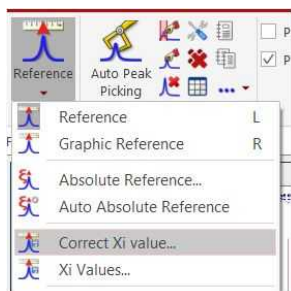 Reference
Auto Peak
Picking
P
P
Reference L
Graphic Reference R
Absolute Reference...
Auto Absolute Reference
Correct Xi value...
Xi Values...